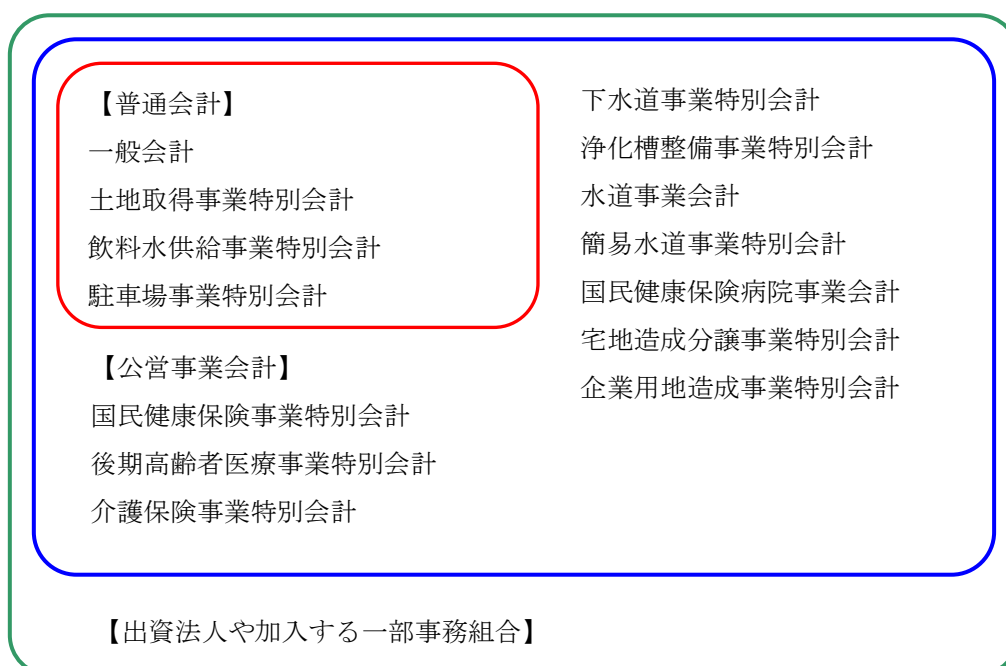 【普通会計】
一般会計
土地取得事業特別会計
飲料水供給事業特別会計
駐車場事業特別会計
【公営事業会計】
国民健康保険事業特別会計
後期高齢者医療事業特別会計
介護保険事業特別会計
下水道事業特別会計
浄化槽整備事業特別会計
水道事業会計
簡易水道事業特別会計
国民健康保険病院事業会計
宅地造成分譲事業特別会計
企業用地造成事業特別会計
【出資法人や加入する一部事務組合】